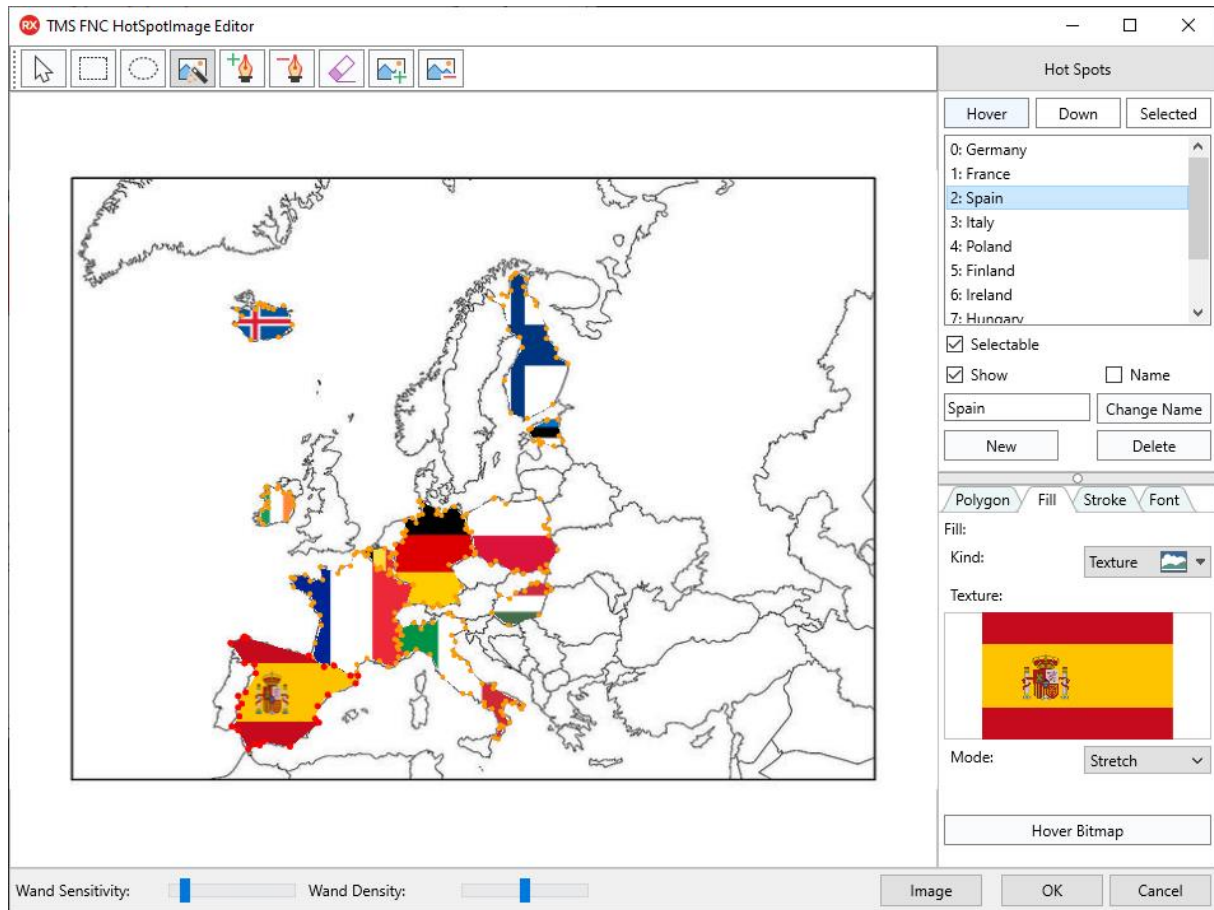 TMS FNC HotSpotImage Editor
Hot Spots
Hover Down Selected
0: Germany
1: France
2: Spain
3: Italy
4: Poland
5: Finland
6: Ireland
7: Hungary
Selectable
Show Name
Spain Change Name
New Delete
Polygon Fill Stroke Font
Fill:
Kind: Texture
Texture:
Mode: Stretch
Hover Bitmap
Wand Sensitivity: Wand Density: Image OK Cancel